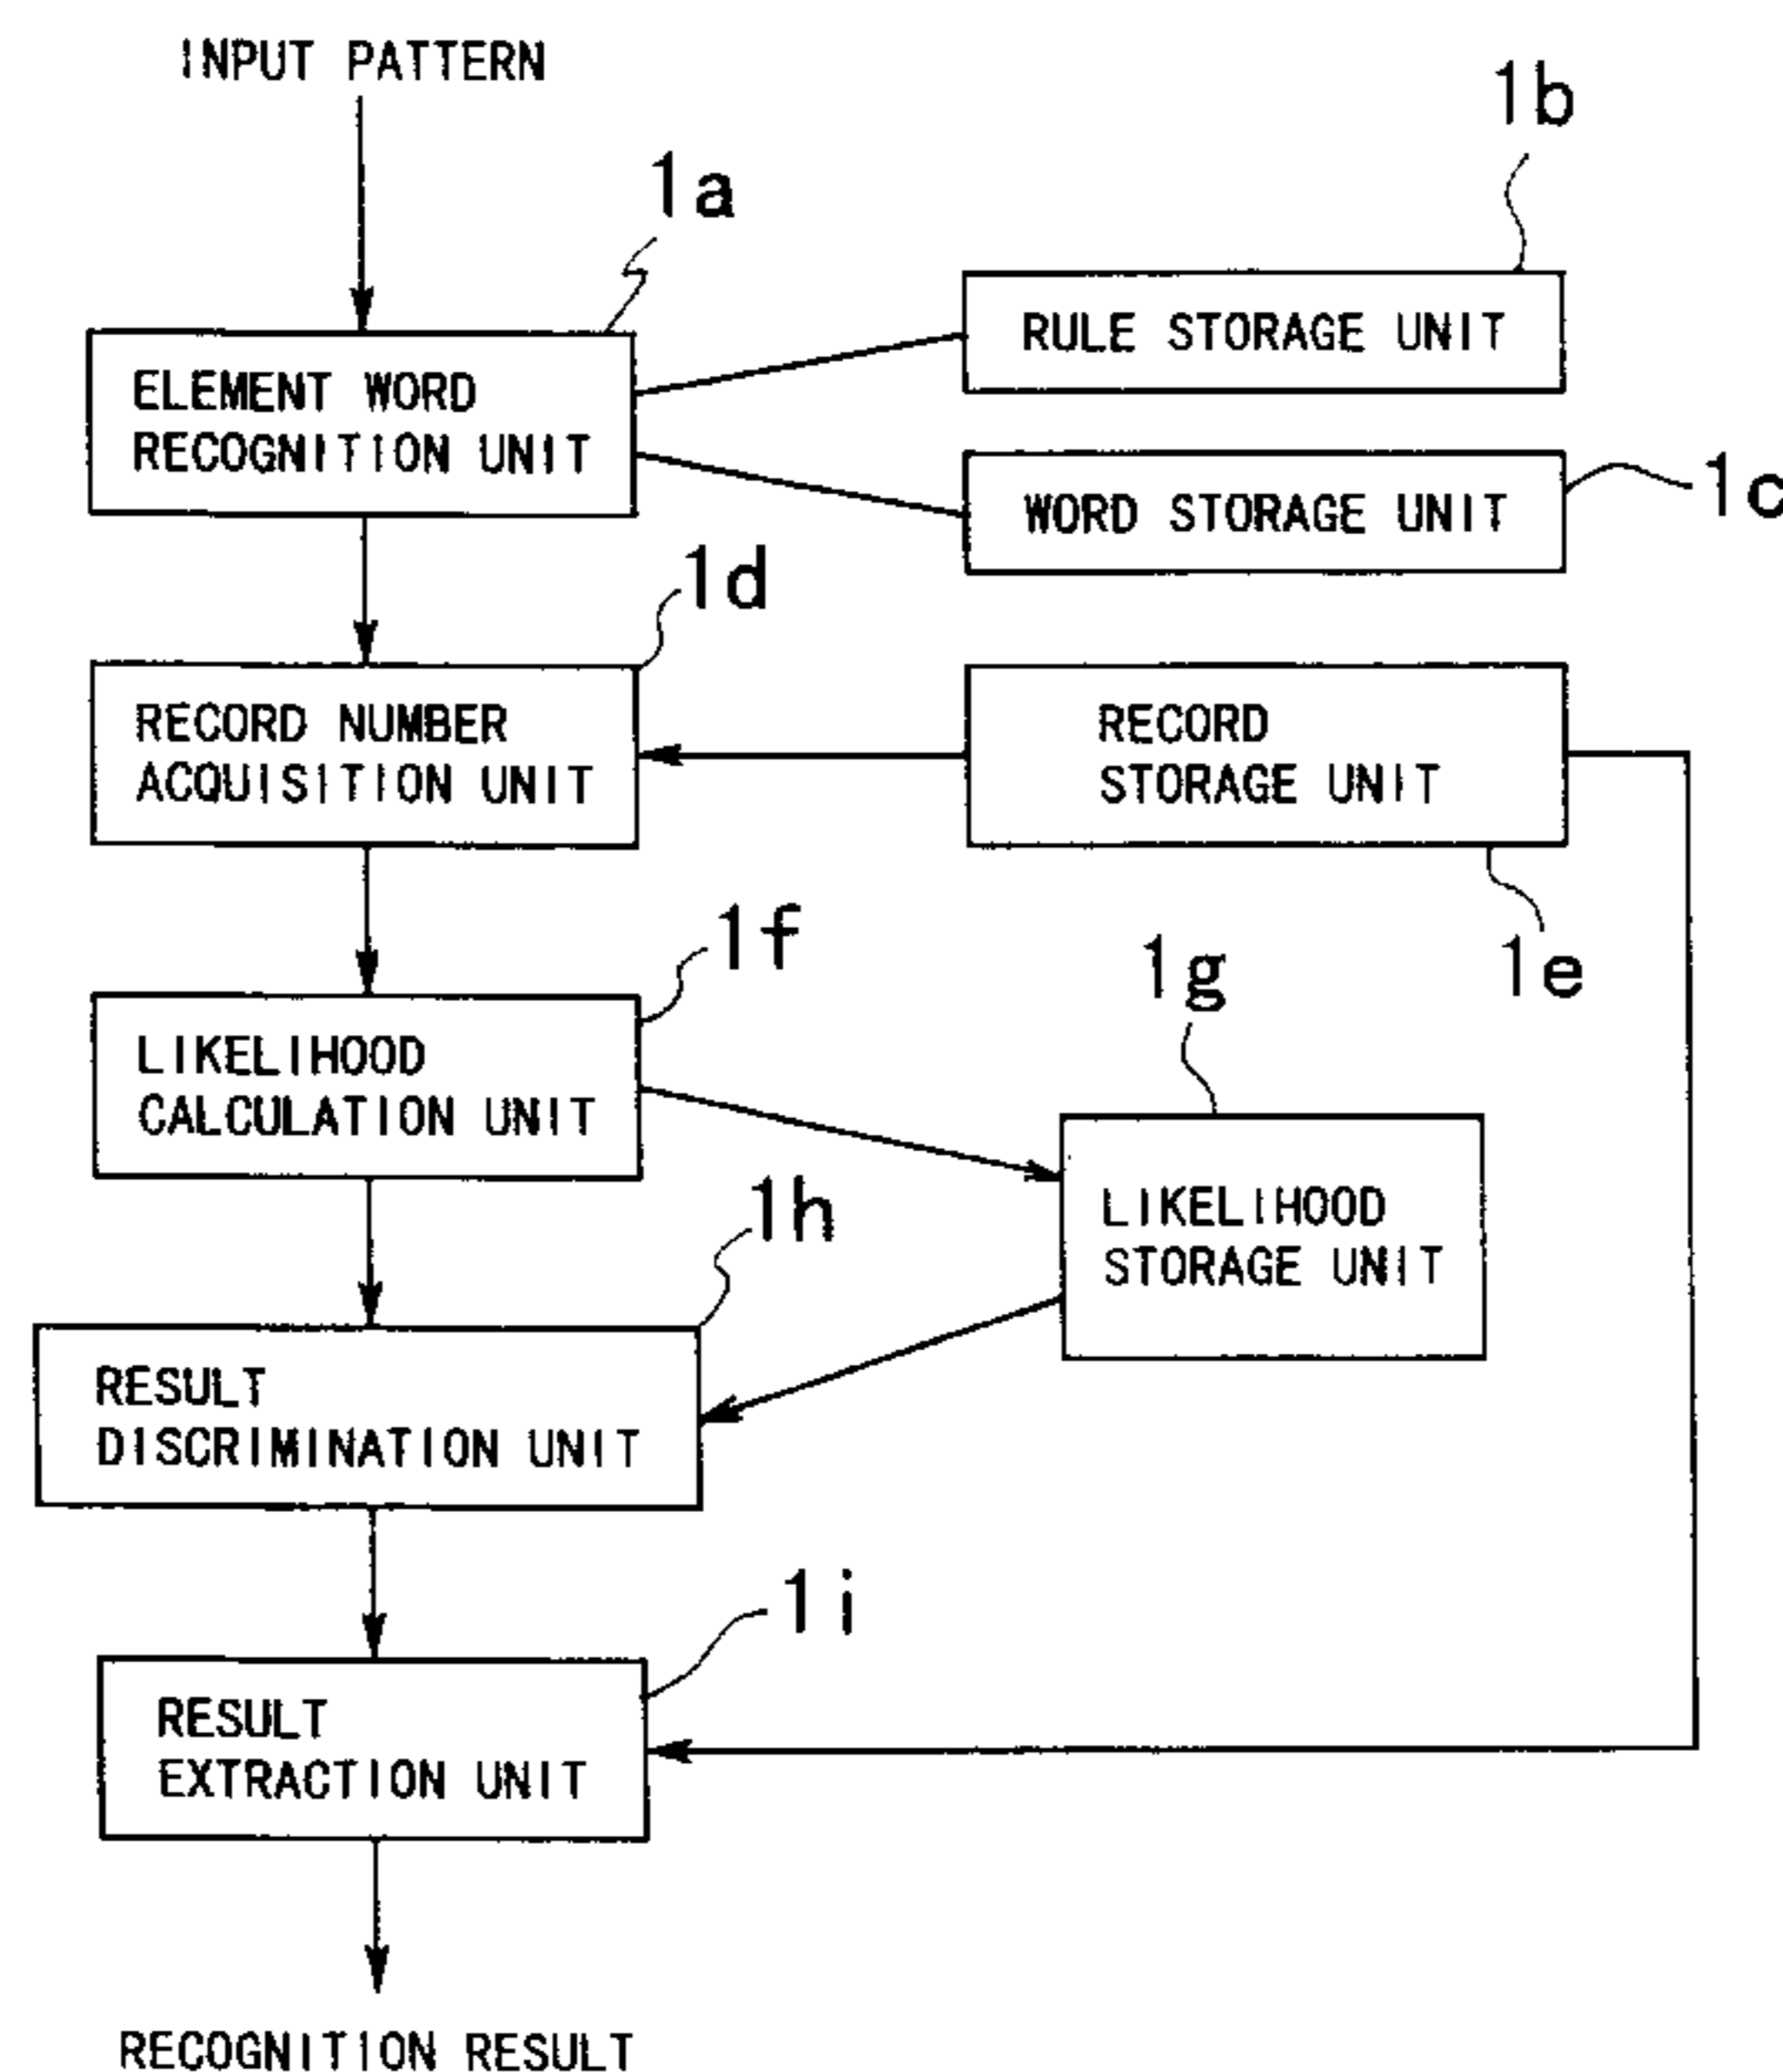 INPUT PATTERN
1b
1a
RULE STORAGE UNIT
ELEMENT WORD
RECOGNITION UNIT
1c
WORD STORAGE UNIT
1d
RECORD NUMBER
ACQUISITION UNIT
RECORD
STORAGE UNIT
1f
1g
1e
LIKELIHOOD
CALCULATION UNIT
1h
LIKELIHOOD
STORAGE UNIT
RESULT
DISCRIMINATION UNIT
1i
RESULT
EXTRACTION UNIT
RECOGNITION RESULT